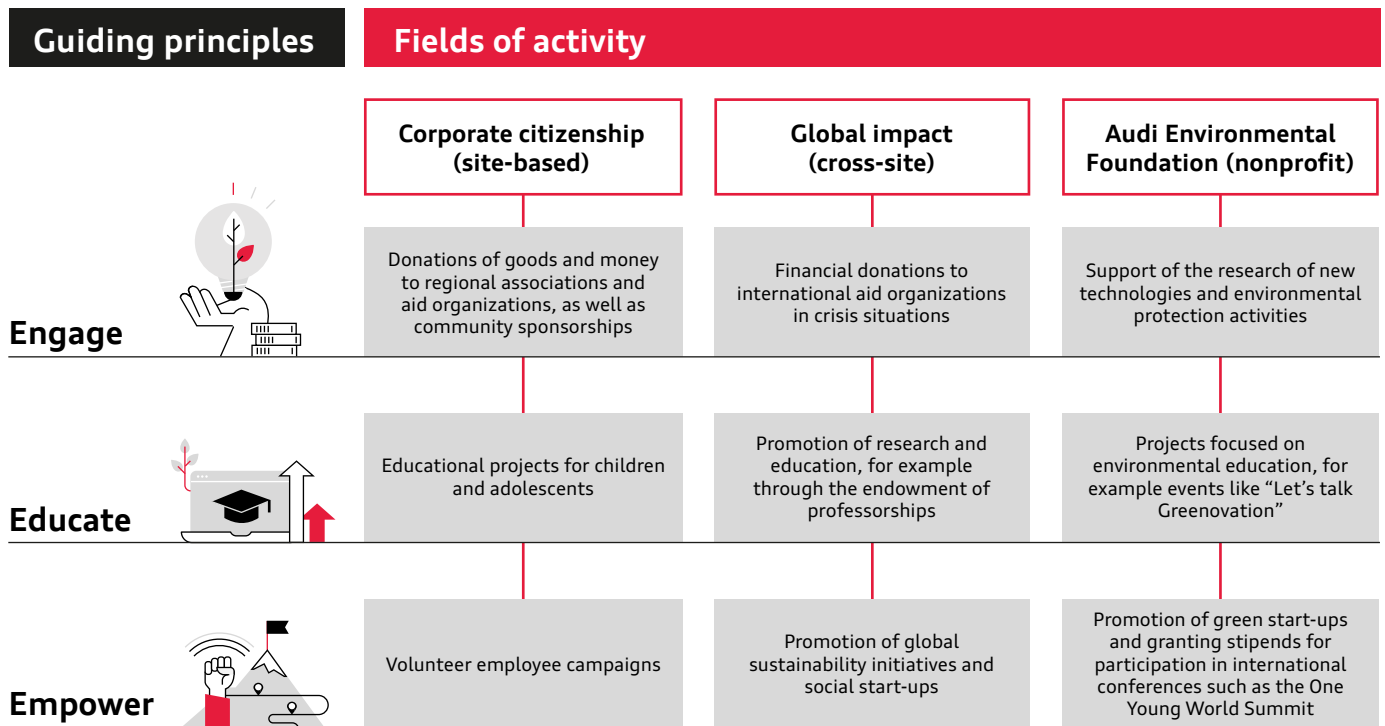 Guiding principles
Fields of activity
Corporate citizenship
(site-based)
Global impact
(cross-site)
Audi Environmental
Foundation (nonprofit)
Engage
Donations of goods and money
to regional associations and
aid organizations, as well as
community sponsorships
Financial donations to
international aid organizations
in crisis situations
Support of the research of new
technologies and environmental
protection activities
Educate
Educational projects for children
and adolescents
Promotion of research and
education, for example
through the endowment of
professorships
Projects focused on
environmental education, for
example events like “Let’s talk
Greenovation”
Empower
Volunteer employee campaigns
Promotion of global
sustainability initiatives and
social start-ups
Promotion of green start-ups
and granting stipends for
participation in international
conferences such as the One
Young World Summit